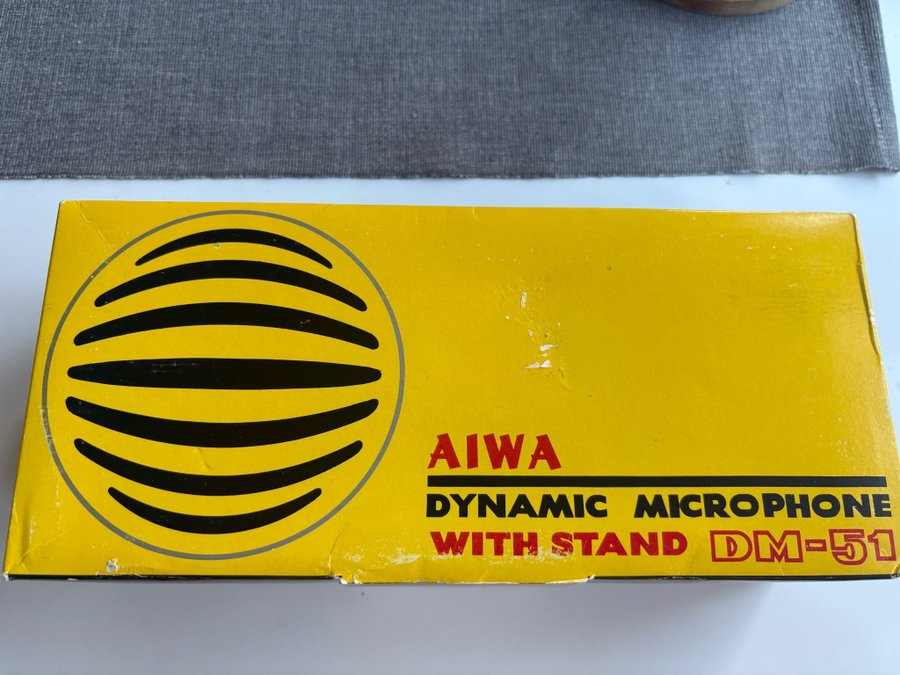 AIWA
DYNAMIC MICROPHONE
WITH STAND DM-51